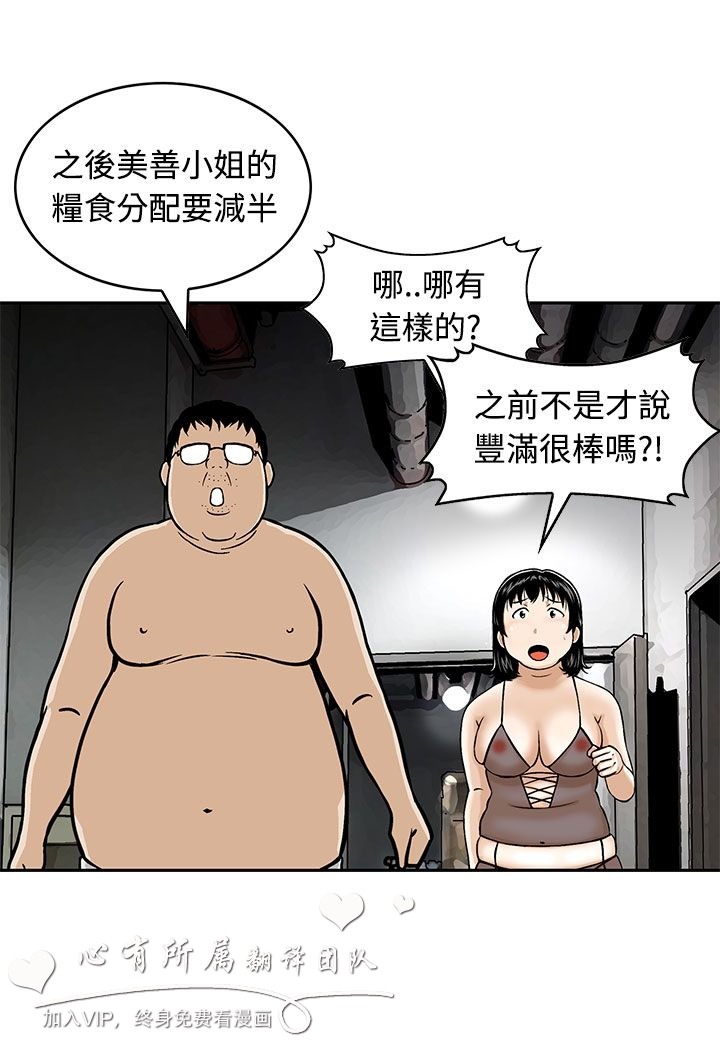 之後美善小姐的
糧食分配要減半
哪..哪有
這樣的?
之前不是才說
豐滿很棒嗎?!
心有所属翻译团队
加入VIP，终身免费看漫画